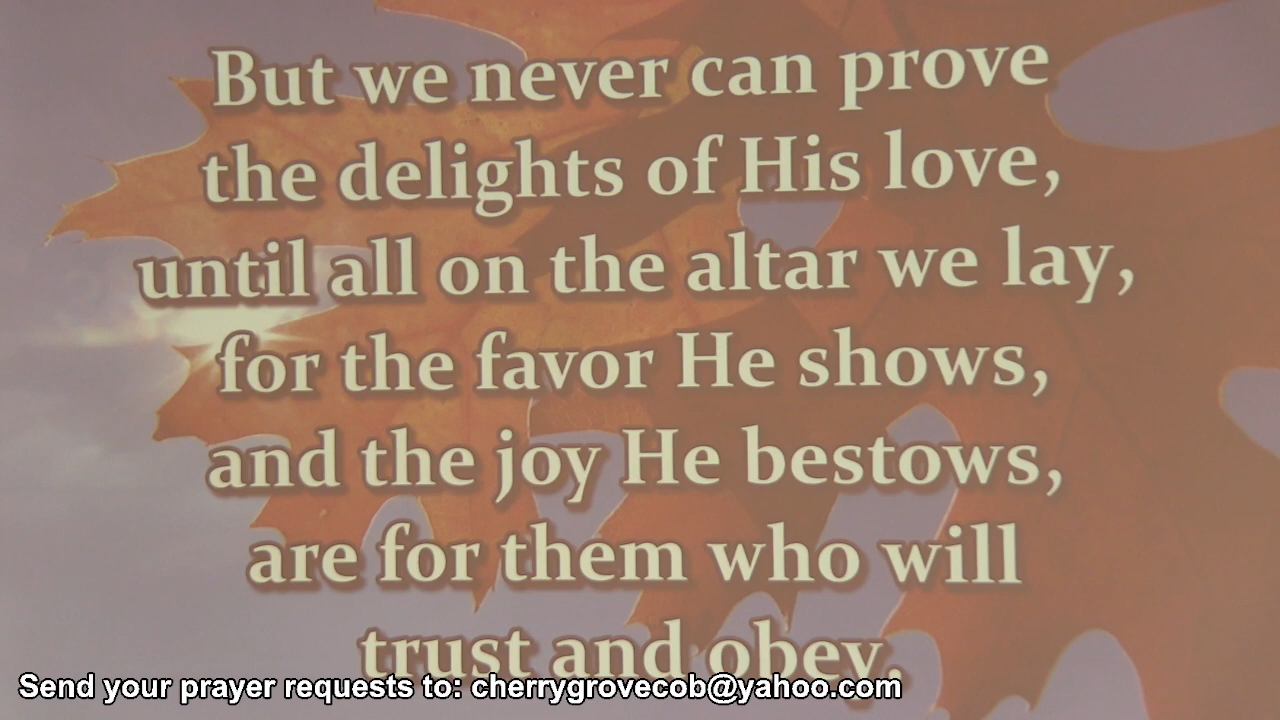 But we never can prove
the delights of His love,
until all on the altar we lay,
for the favor He shows,
and the joy He bestows,
are for them who will
trust and obey.
Send your prayer requests to: cherrygrovecob@yahoo.com